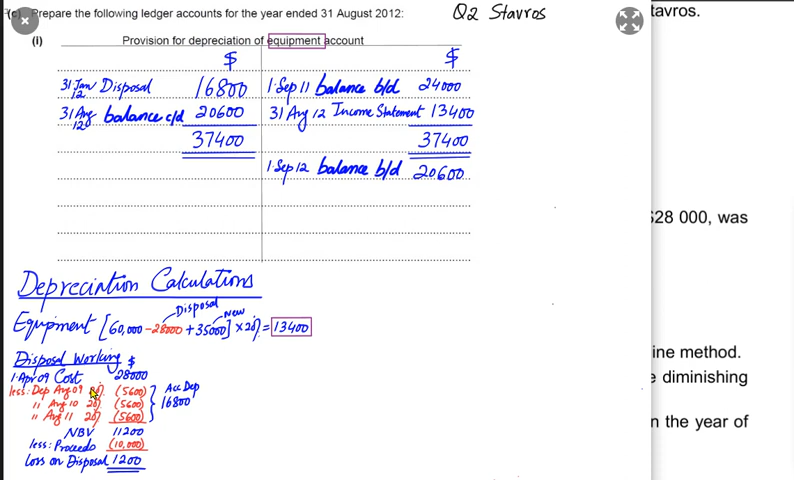 (c) Prepare the following ledger accounts for the year ended 31 August 2012:
Q2 Stavros
tavros.
(i) Provision for depreciation of equipment account
$ $
31 Jan 12 Disposal 16800 1 Sep 11 balance b/d 24000
31 Aug 12 balance c/d 20600 31 Aug 12 Income Statement 13400
37400 37400
1 Sep 12 balance b/d 20600
$28 000, was
Depreciation Calculations
Disposal New
Equipment [60,000 -28000 + 35000] × 20% = 13400
Disposal Working $
1 Apr 09 Cost 28000
less: Dep Aug 09 20% (5600) Acc Dep
" Aug 10 20% (5600) 16800
" Aug 11 20% (5600)
NBV 11200
less: Proceeds (10,000)
Loss on Disposal 1200
ine method.
e diminishing
n the year of